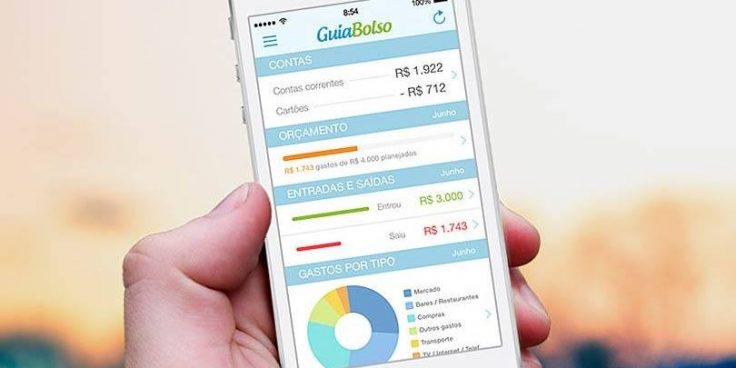 8:54
100%
GuiaBolso
CONTAS
Contas correntes R$ 1.922
Cartões - R$ 712
ORÇAMENTO Junho
R$ 1.743 gastos de R$ 4.000 planejados
ENTRADAS E SAÍDAS Junho
Entrou R$ 3.000
Saiu R$ 1.743
GASTOS POR TIPO Junho
Mercado
Bares / Restaurantes
Compras
Outros gastos
Transporte
TV / Internet / Telef